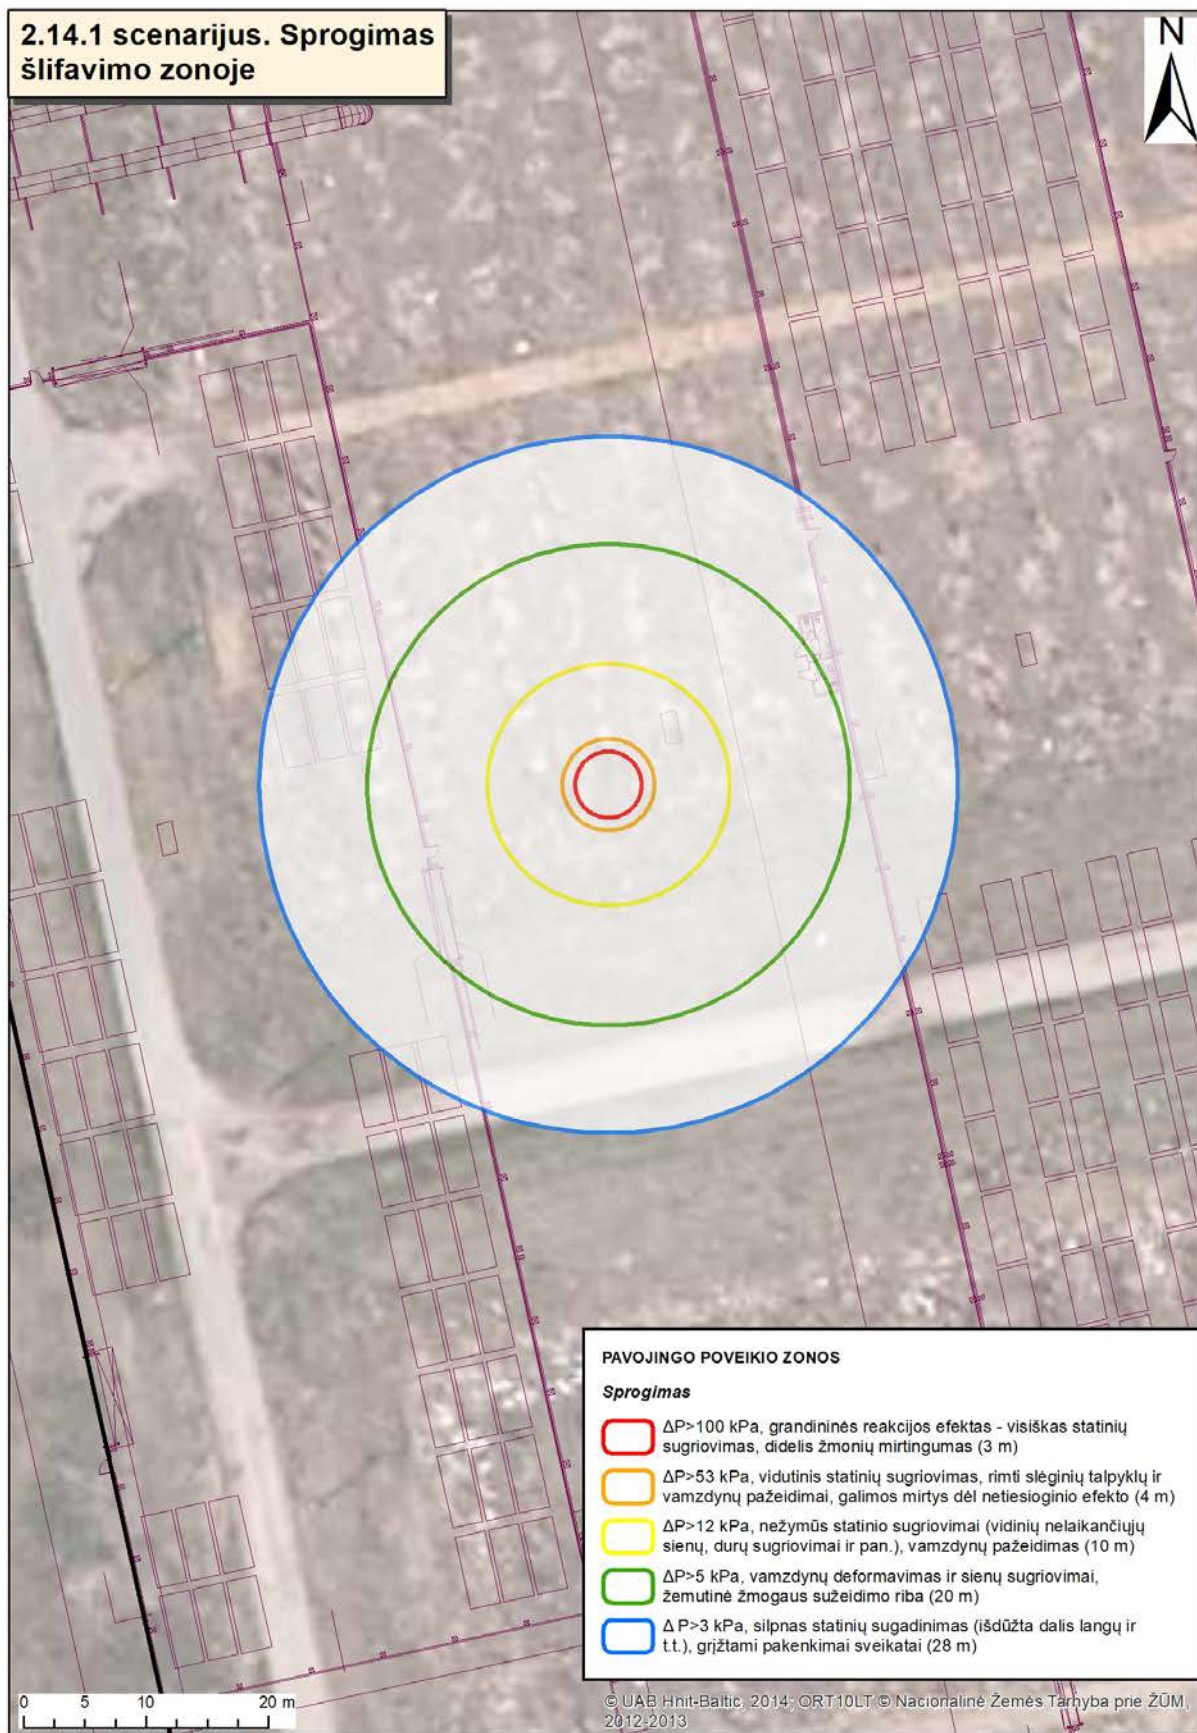 2.14.1 scenarijus. Sprogimas
šlifavimo zonoje
N
PAVOJINGO POVEIKIO ZONOS
Sprogimas
ΔP>100 kPa, grandininės reakcijos efektas - visiškas statinių
sugriovimas, didelis žmonių mirtingumas (3 m)
ΔP>53 kPa, vidutinis statinių sugriovimas, rimti slėginių talpyklų ir
vamzdynų pažeidimai, galimos mirtys dėl netiesioginio efekto (4 m)
ΔP>12 kPa, nežymūs statinio sugriovimai (vidinių nelaikančiųjų
sienų, durų sugriovimai ir pan.), vamzdynų pažeidimas (10 m)
ΔP>5 kPa, vamzdynų deformavimas ir sienų sugriovimai,
žemutinė žmogaus sužeidimo riba (20 m)
Δ P>3 kPa, silpnas statinių sugadinimas (išdūžta dalis langų ir
t.t.), grįžtami pakenkimai sveikatai (28 m)
0 5 10 20 m
© UAB Hnit-Baltic, 2014; ORT10LT © Nacionalinė Žemės Tarnyba prie ŽŪM,
2012-2013